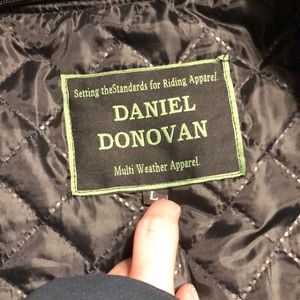 Setting theStandards for Riding Apparel.
DANIEL
DONOVAN
Multi Weather Apparel.
L